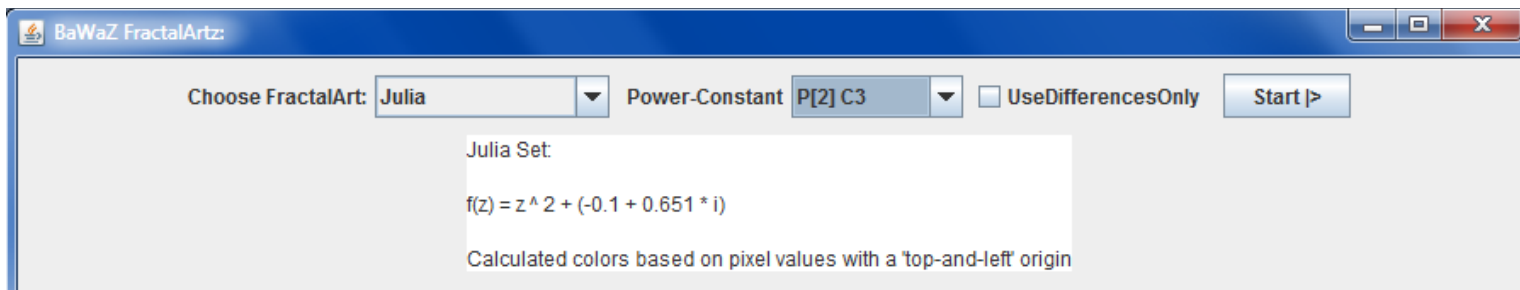 BaWaZ FractalArtz:
Choose FractalArt: Julia Power-Constant P[2] C3 UseDifferencesOnly Start |>
Julia Set:
f(z) = z ^ 2 + (-0.1 + 0.651 * i)
Calculated colors based on pixel values with a 'top-and-left' origin